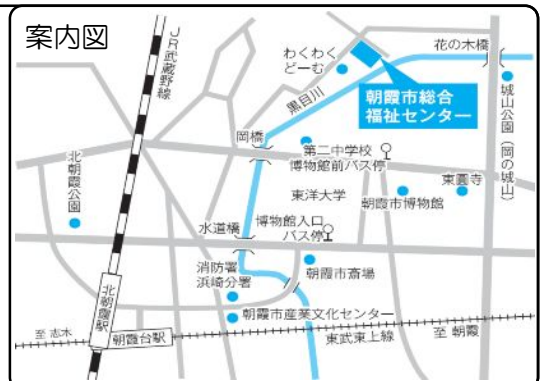 案内図
JR武蔵野線
わくわく
どーむ
花の木橋
黒目川
朝霞市総合
福祉センター
城山公園(岡の城山)
岡橋
第二中学校
博物館前バス停
北朝霞公園
東洋大学
朝霞市博物館
東圓寺
水道橋
博物館入口
バス停
消防署
浜崎分署
朝霞市斎場
北朝霞駅
朝霞市産業文化センター
至 志木
朝霞台駅
東武東上線
至 朝霞